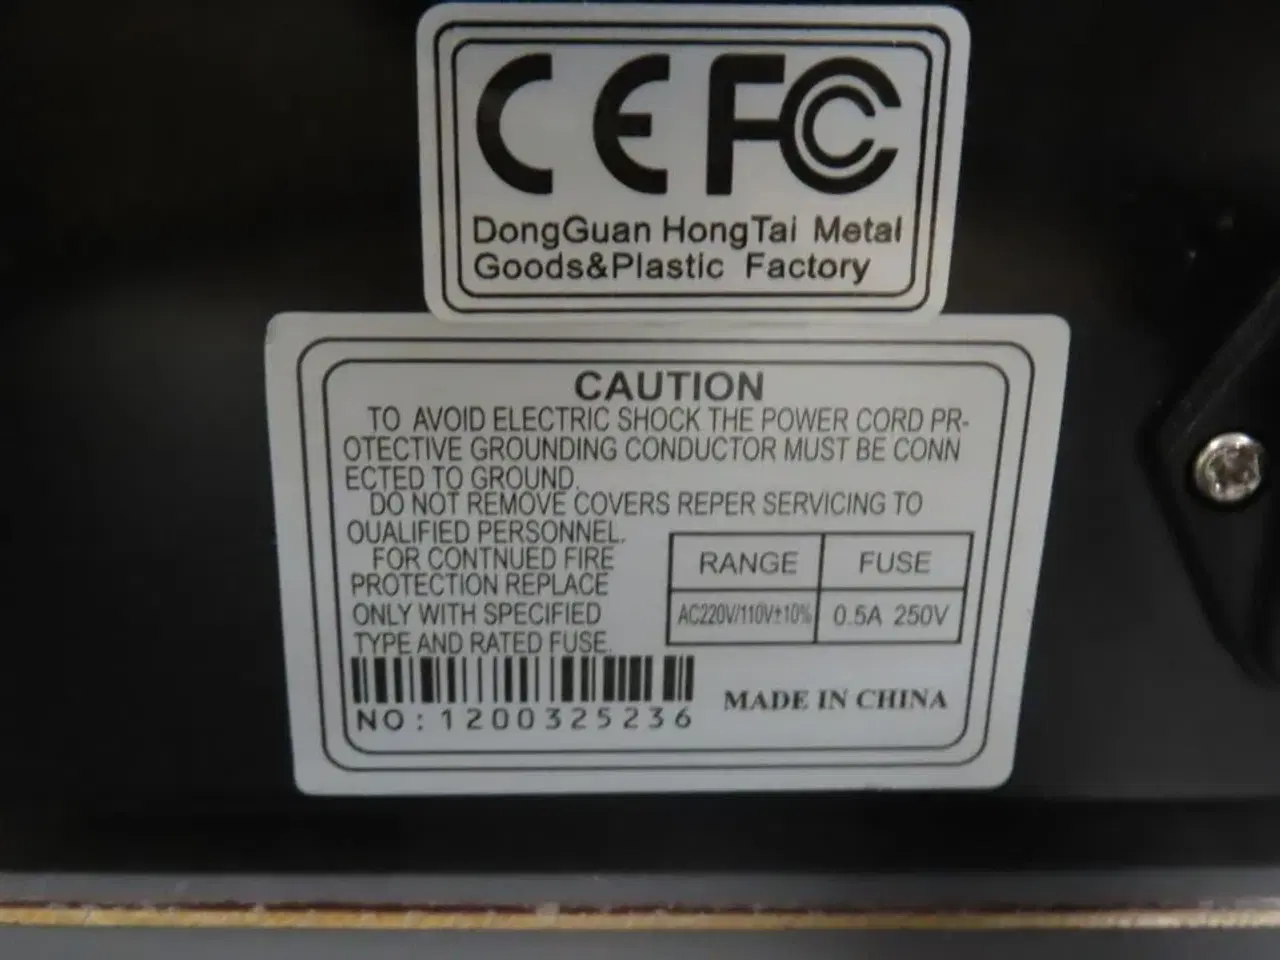 CE FC
DongGuan HongTai Metal
Goods&Plastic Factory
CAUTION
TO AVOID ELECTRIC SHOCK THE POWER CORD PR-
OTECTIVE GROUNDING CONDUCTOR MUST BE CONN
ECTED TO GROUND.
DO NOT REMOVE COVERS REPER SERVICING TO
QUALIFIED PERSONNEL.
FOR CONTNUED FIRE
PROTECTION REPLACE
ONLY WITH SPECIFIED
TYPE AND RATED FUSE.
RANGE FUSE
AC220V/110V±10% 0.5A 250V
NO:1200325236
MADE IN CHINA